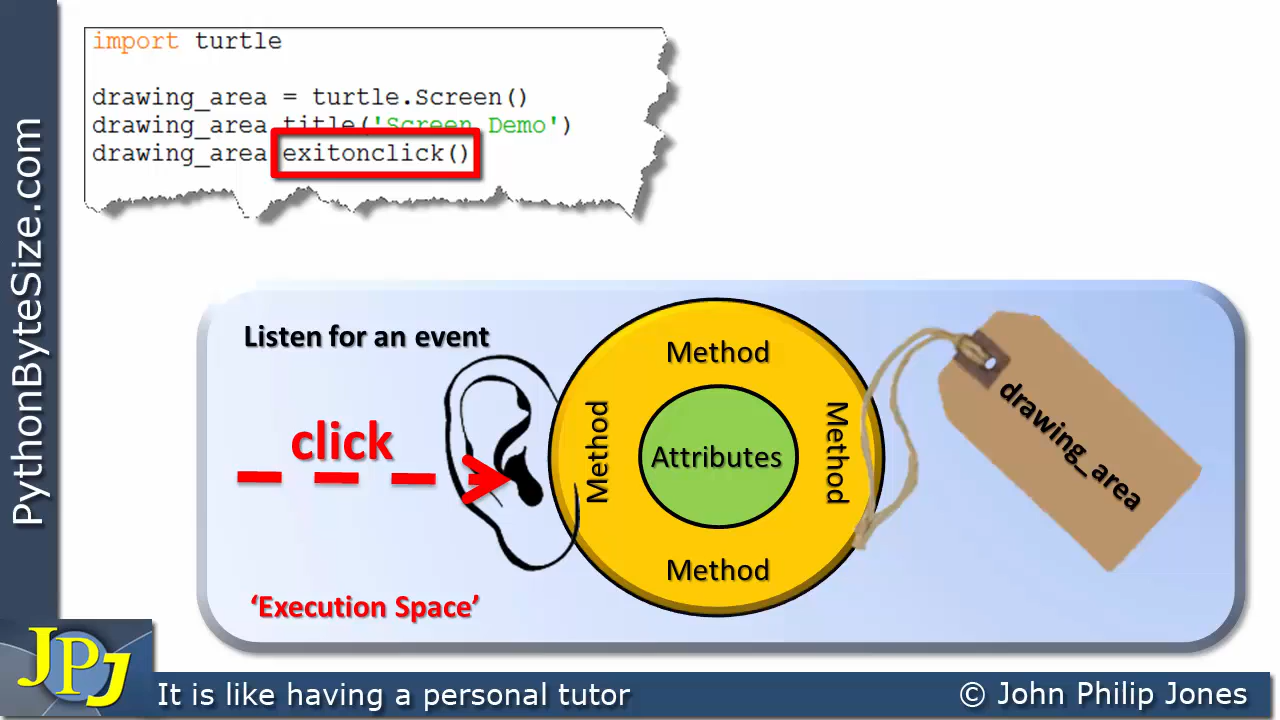 PythonByteSize.com
import turtle
drawing_area = turtle.Screen()
drawing_area.title('Screen Demo')
drawing_area exitonclick()
Listen for an event
click
'Execution Space'
Method
Method
Attributes
Method
Method
drawing_area
JPJ
It is like having a personal tutor
© John Philip Jones